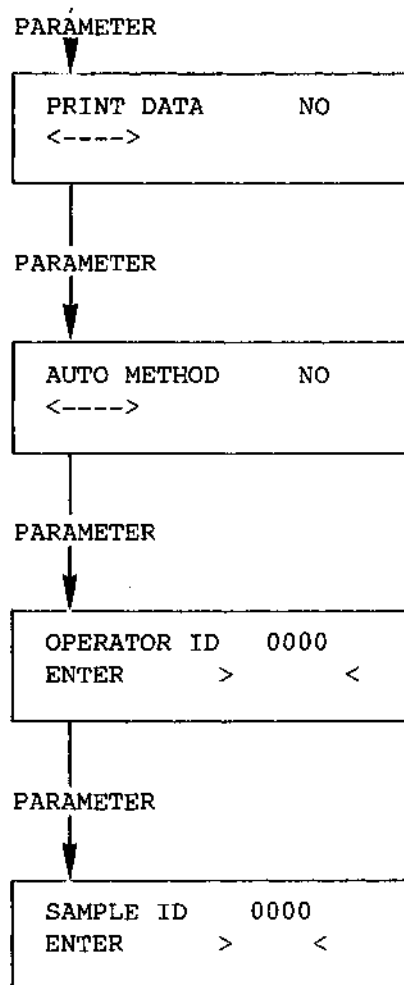 PARAMETER
PRINT DATA NO
<---->
PARAMETER
AUTO METHOD NO
<---->
PARAMETER
OPERATOR ID 0000
ENTER > <
PARAMETER
SAMPLE ID 0000
ENTER > <